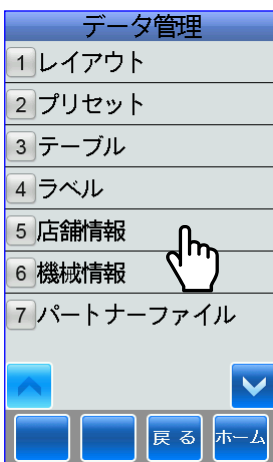 データ管理
1 レイアウト
2 プリセット
3 テーブル
4 ラベル
5 店舗情報
6 機械情報
7 パートナーファイル
戻る ホーム